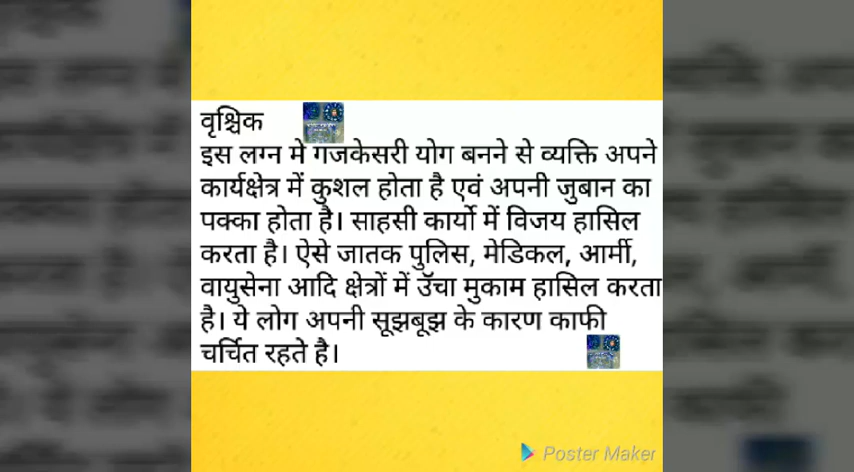 वृश्चिक
इस लग्न मे गजकेसरी योग बनने से व्यक्ति अपने
कार्यक्षेत्र में कुशल होता है एवं अपनी जुबान का
पक्का होता है। साहसी कार्यो में विजय हासिल
करता है। ऐसे जातक पुलिस, मेडिकल, आर्मी,
वायुसेना आदि क्षेत्रों में उॅचा मुकाम हासिल करता
है। ये लोग अपनी सूझबूझ के कारण काफी
चर्चित रहते है।
Poster Maker